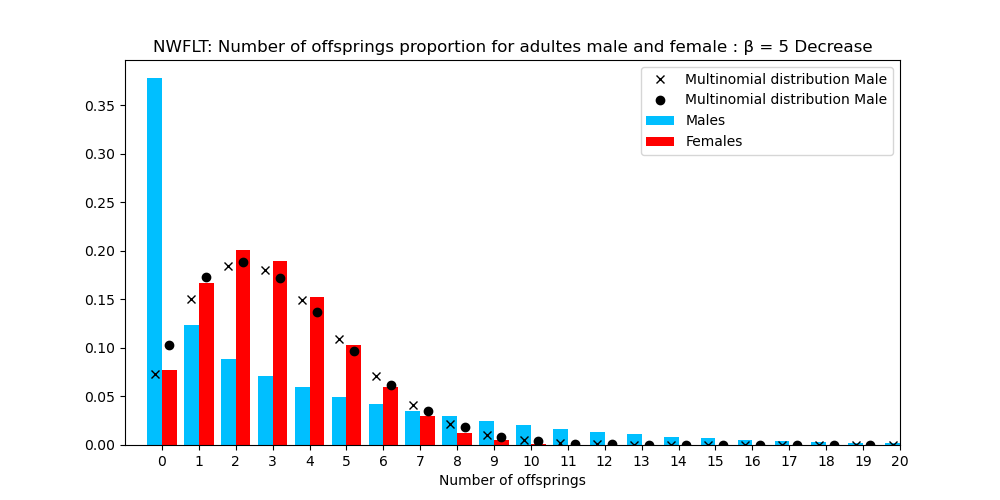 NWFLT: Number of offsprings proportion for adultes male and female : β = 5 Decrease
Multinomial distribution Male
Multinomial distribution Male
Males
Females
0.35
0.30
0.25
0.20
0.15
0.10
0.05
0.00
0 1 2 3 4 5 6 7 8 9 10 11 12 13 14 15 16 17 18 19 20
Number of offsprings